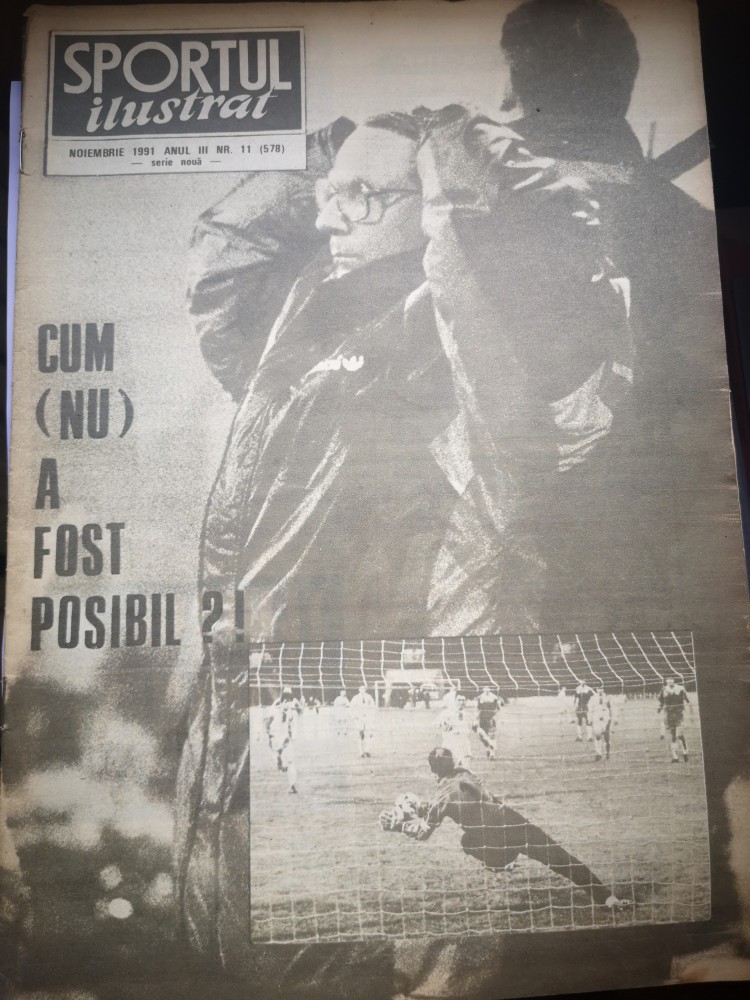 SPORTUL
ilustrat
NOIEMBRIE 1991 ANUL III NR. 11 (578)
— serie nouă —
CUM
(NU)
A
FOST
POSIBIL ?!